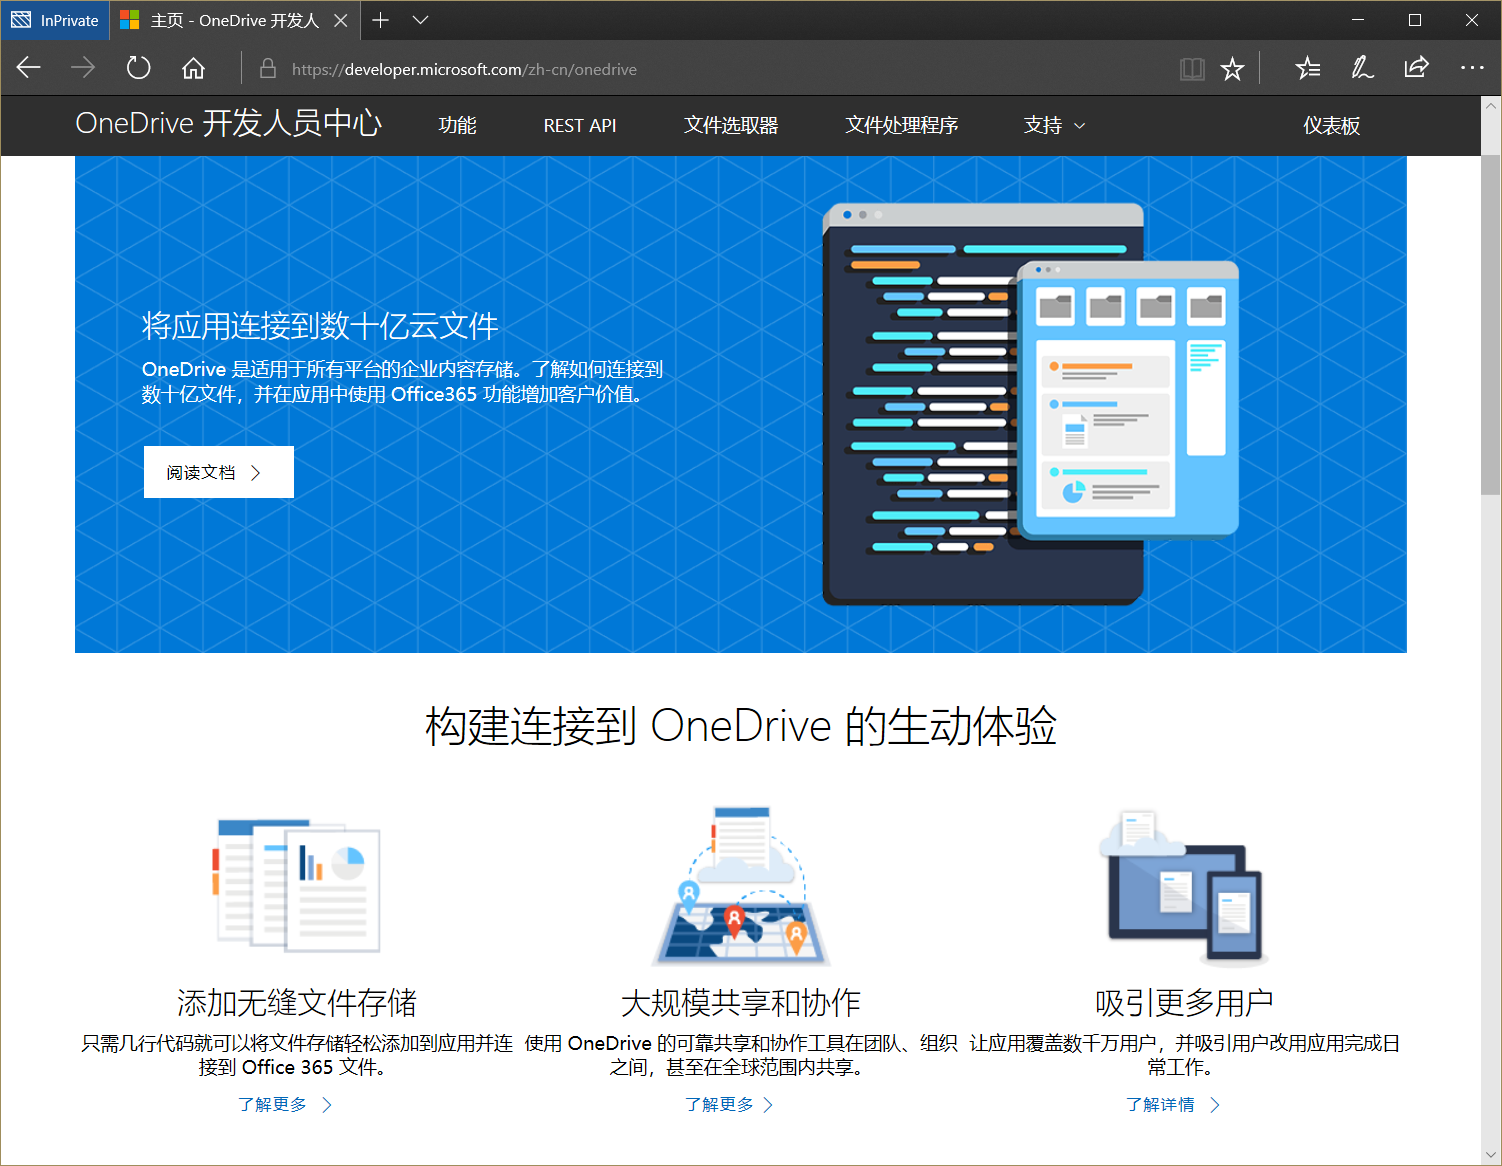 InPrivate
主页 - OneDrive 开发人
https://developer.microsoft.com/zh-cn/onedrive
OneDrive 开发人员中心
功能
REST API
文件选取器
文件处理程序
支持
仪表板
将应用连接到数十亿云文件
OneDrive 是适用于所有平台的企业内容存储。了解如何连接到
数十亿文件，并在应用中使用 Office365 功能增加客户价值。
阅读文档
构建连接到 OneDrive 的生动体验
添加无缝文件存储
只需几行代码就可以将文件存储轻松添加到应用并连
接到 Office 365 文件。
了解更多
大规模共享和协作
使用 OneDrive 的可靠共享和协作工具在团队、组织
之间，甚至在全球范围内共享。
了解更多
吸引更多用户
让应用覆盖数千万用户，并吸引用户改用应用完成日
常工作。
了解详情